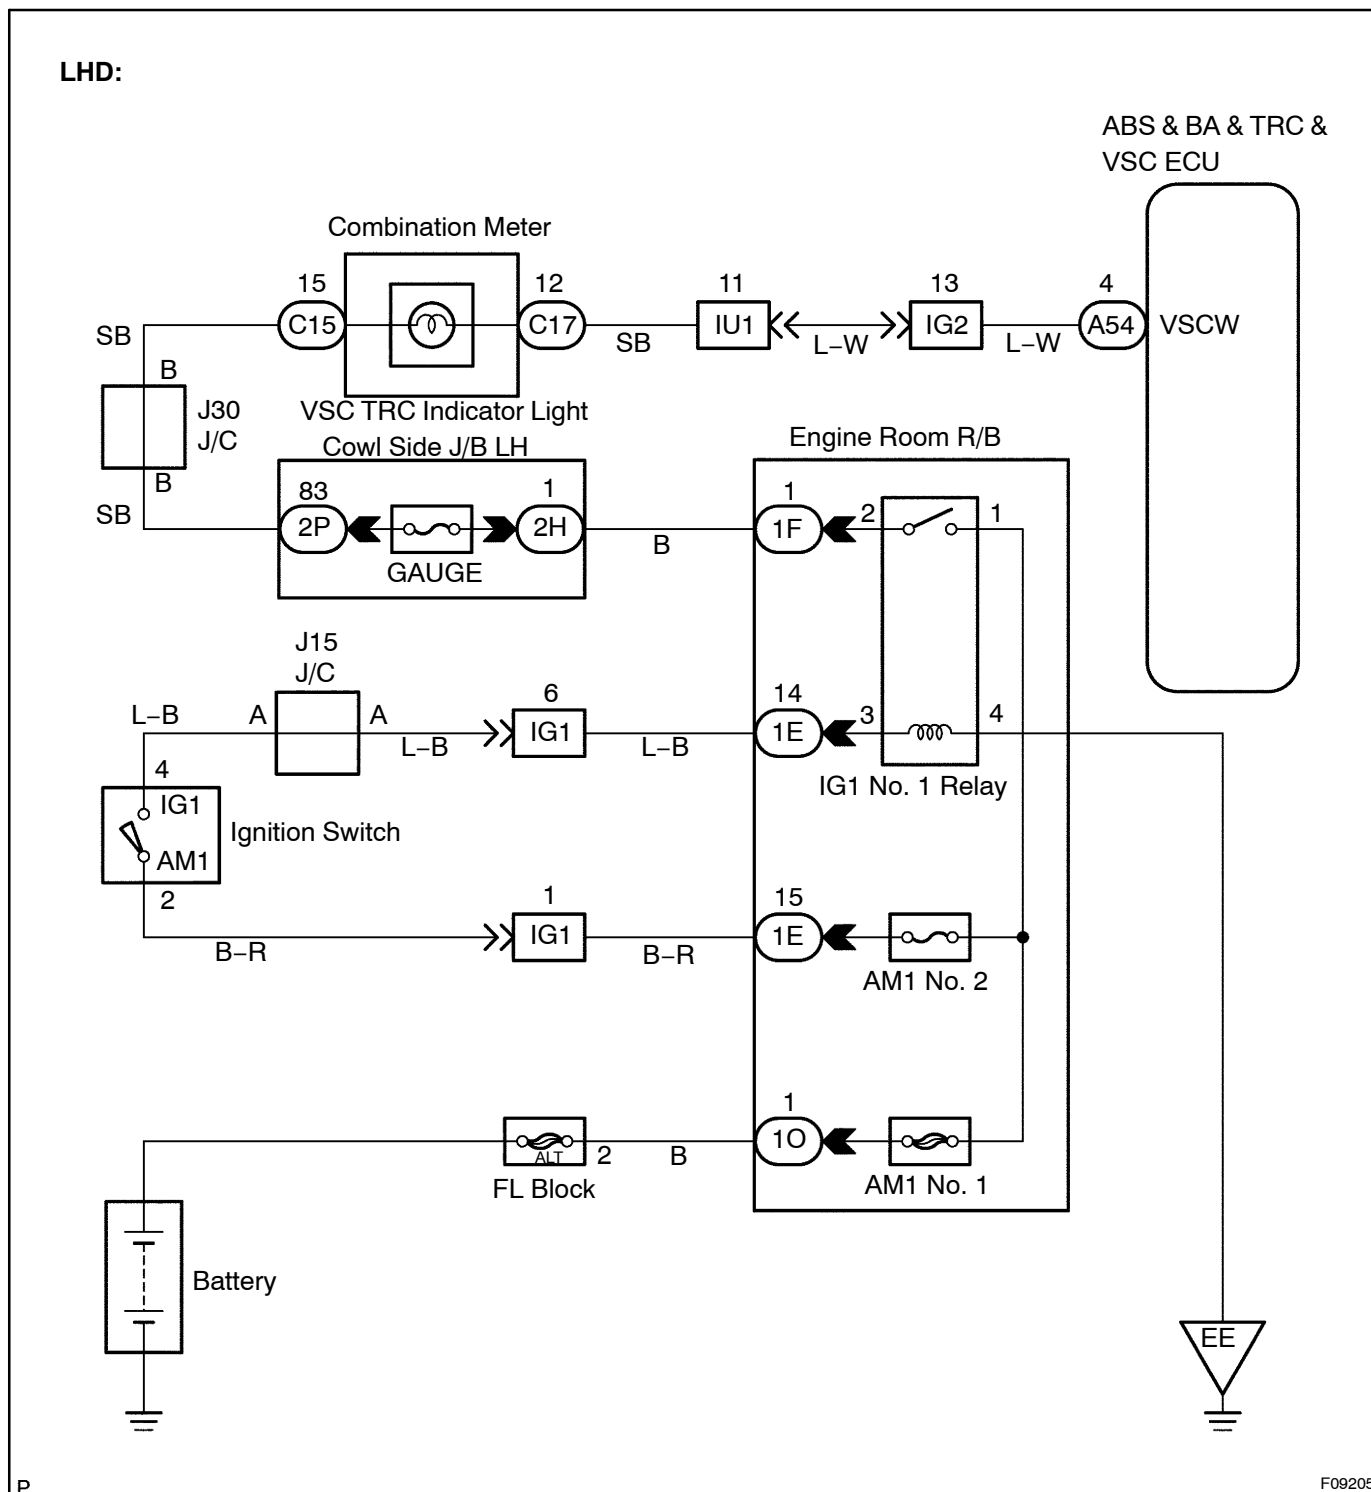 LHD:
ABS & BA & TRC &
VSC ECU
Combination Meter
15
12
11
13
4
C15
C17
IU1
IG2
A54
VSCW
SB
SB
L–W
L–W
B
J30
J/C
VSC TRC Indicator Light
B
Cowl Side J/B LH
Engine Room R/B
83
1
1
2
1
SB
2P
2H
1F
B
GAUGE
J15
J/C
6
14
3
4
L–B
A
A
L–B
IG1
L–B
1E
IG1 No. 1 Relay
4
IG1
Ignition Switch
AM1
2
1
15
B–R
IG1
B–R
1E
AM1 No. 2
1
ALT
2
B
1O
FL Block
AM1 No. 1
Battery
EE
P
F09205